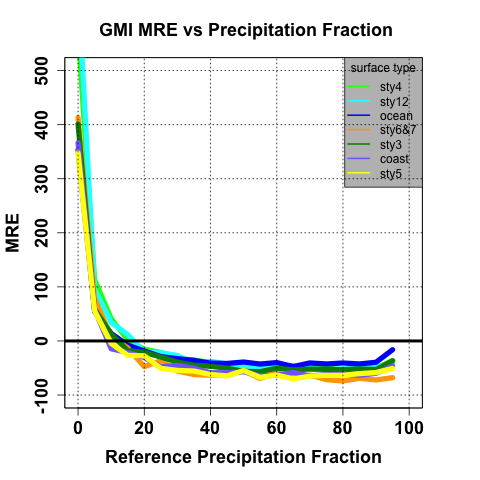 GMI MRE vs Precipitation Fraction
surface type
sty4
sty12
ocean
sty6&7
sty3
coast
sty5
500
400
300
200
100
0
-100
MRE
0 20 40 60 80 100
Reference Precipitation Fraction